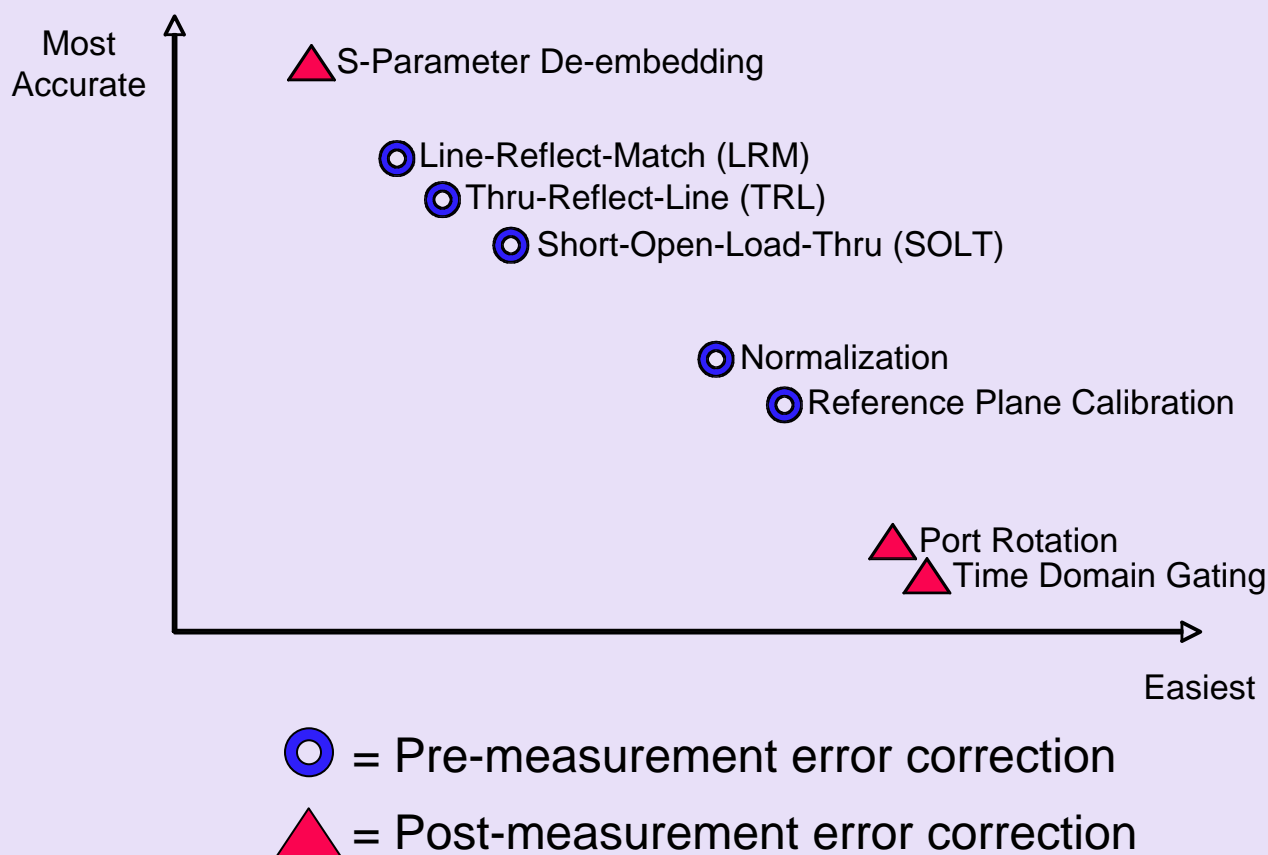 Most
Accurate
S-Parameter De-embedding
Line-Reflect-Match (LRM)
Thru-Reflect-Line (TRL)
Short-Open-Load-Thru (SOLT)
Normalization
Reference Plane Calibration
Port Rotation
Time Domain Gating
Easiest
= Pre-measurement error correction
= Post-measurement error correction